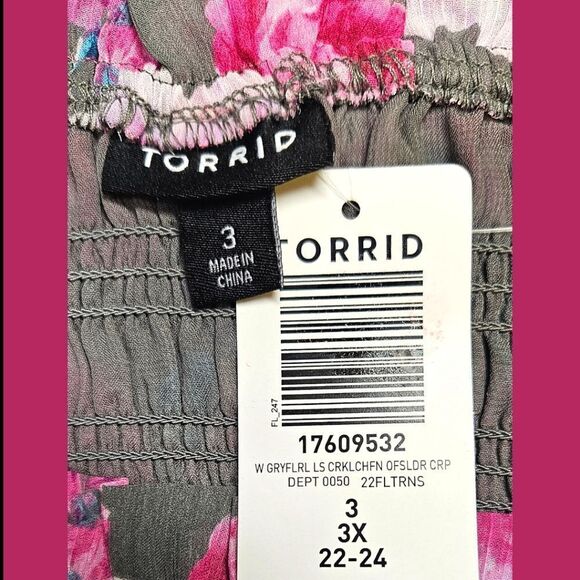 TORRID
3
MADE IN
CHINA
TORRID
FL_247
17609532
W GRYFLRL LS CRKLCHFN OFSLDR CRP
DEPT 0050 22FLTRNS
3
3X
22-24